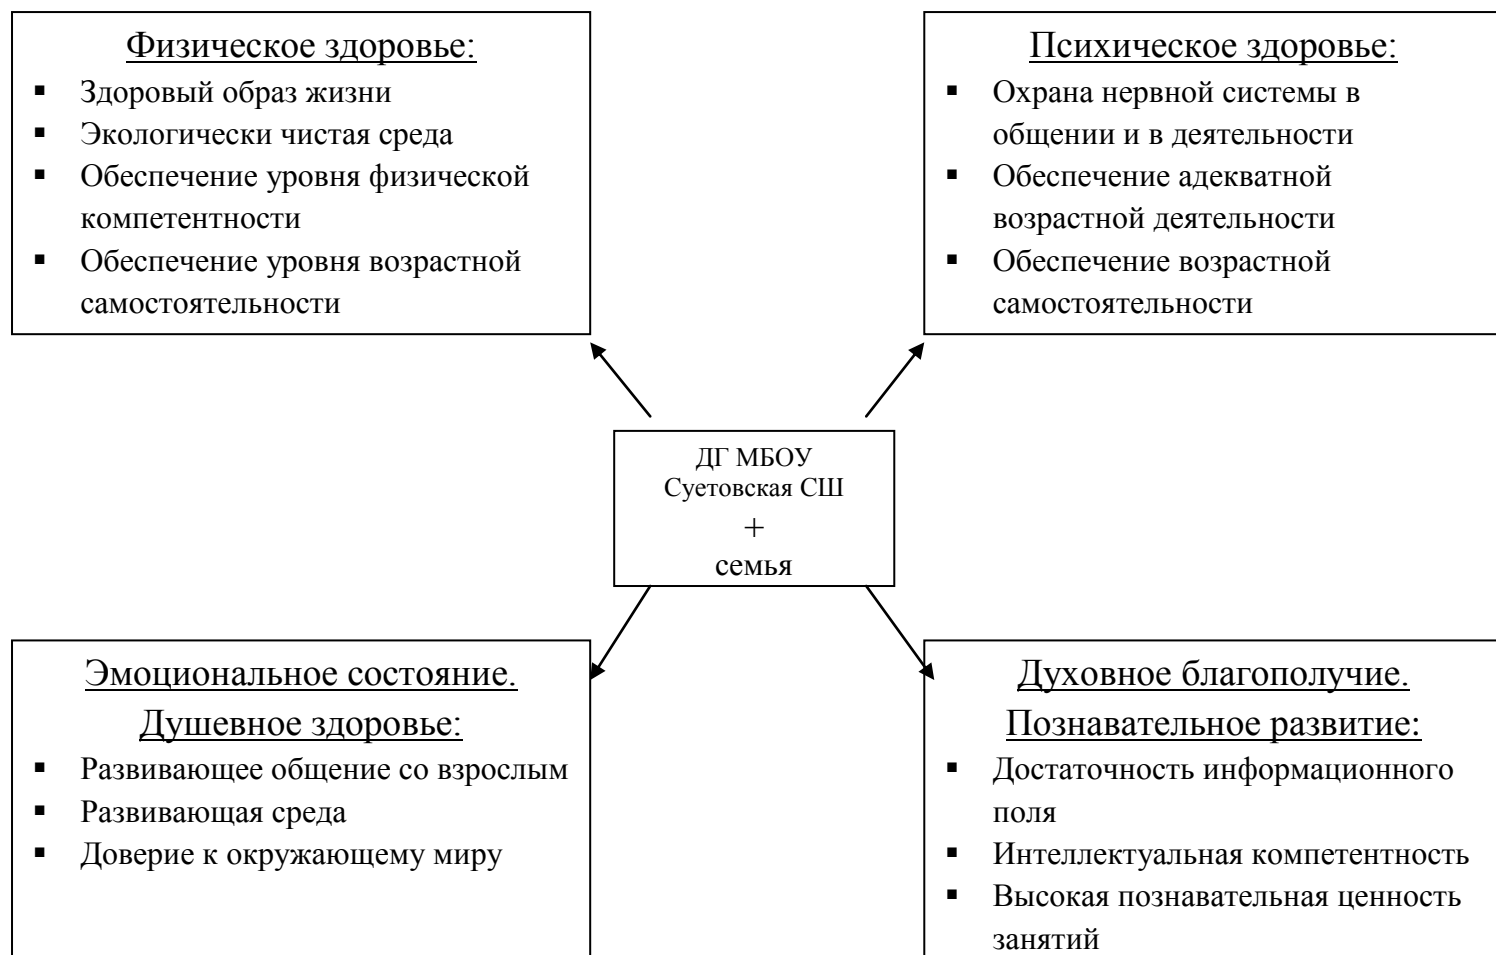 Физическое здоровье:
▪ Здоровый образ жизни
▪ Экологически чистая среда
▪ Обеспечение уровня физической
компетентности
▪ Обеспечение уровня возрастной
самостоятельности
Психическое здоровье:
▪ Охрана нервной системы в
общении и в деятельности
▪ Обеспечение адекватной
возрастной деятельности
▪ Обеспечение возрастной
самостоятельности
ДГ МБОУ
Суетовская СШ
+
семья
Эмоциональное состояние.
Душевное здоровье:
▪ Развивающее общение со взрослым
▪ Развивающая среда
▪ Доверие к окружающему миру
Духовное благополучие.
Познавательное развитие:
▪ Достаточность информационного
поля
▪ Интеллектуальная компетентность
▪ Высокая познавательная ценность
занятий